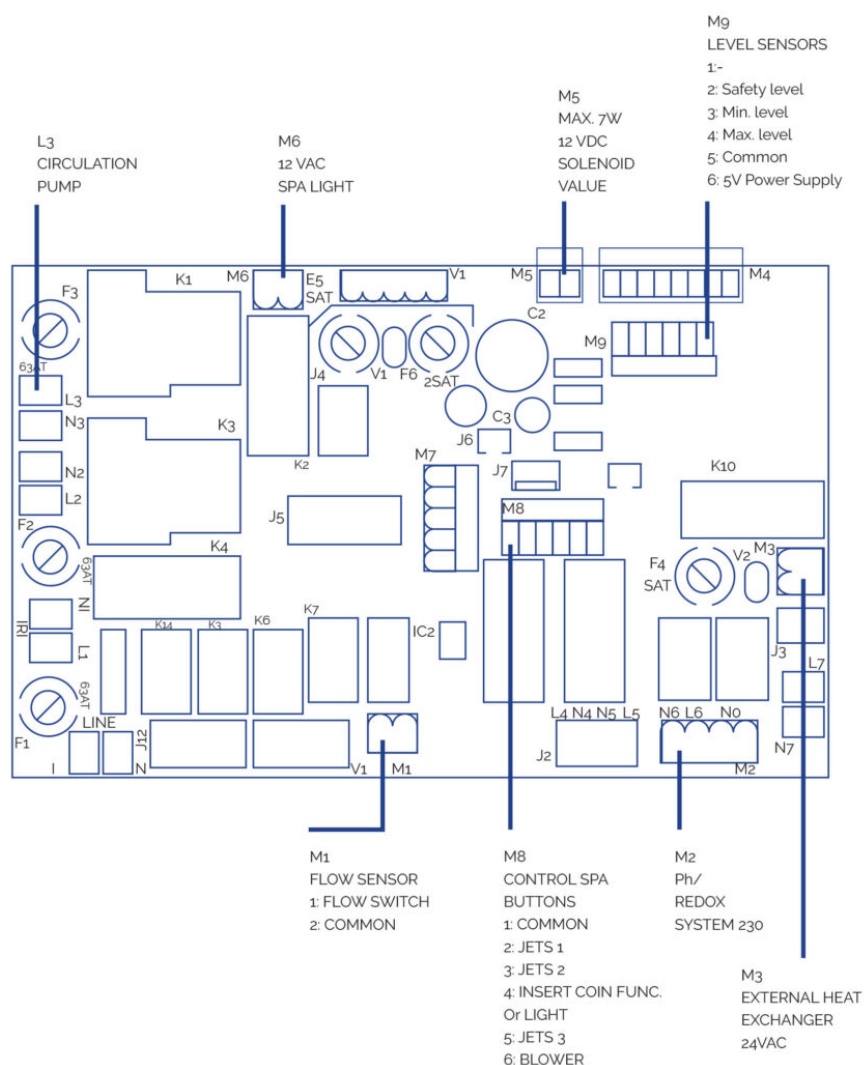 M9
LEVEL SENSORS
1:-
2: Safety level
3: Min. level
4: Max. level
5: Common
6: 5V Power Supply
M5
MAX. 7W
12 VDC
SOLENOID
VALUE
L3
CIRCULATION
PUMP
M6
12 VAC
SPA LIGHT
F3
K1
M6
E5
SAT
V1
M5
M4
C2
M9
63AT
L3
N3
J4
V1
F6
2SAT
K3
K2
C3
J6
M7
J7
N2
L2
J5
M8
K10
F2
63AT
K4
F4
SAT
V2
M3
NI
IRI
L1
K14
K3
K6
K7
IC2
J3
L7
63AT
F1
LINE
J12
L4 N4 N5 L5
N6 L6 N0
I
N
V1
M1
J2
M2
N7
M1
FLOW SENSOR
1: FLOW SWITCH
2: COMMON
M8
CONTROL SPA
BUTTONS
1: COMMON
2: JETS 1
3: JETS 2
4: INSERT COIN FUNC.
Or LIGHT
5: JETS 3
6: BLOWER
M2
Ph/
REDOX
SYSTEM 230
M3
EXTERNAL HEAT
EXCHANGER
24VAC